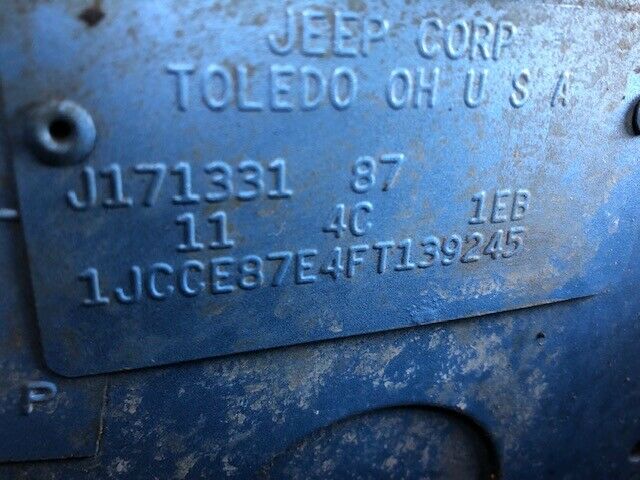 JEEP CORP
TOLEDO OH U S A
J171331 87
11 4C 1EB
1JCCE87E4FT139245
P